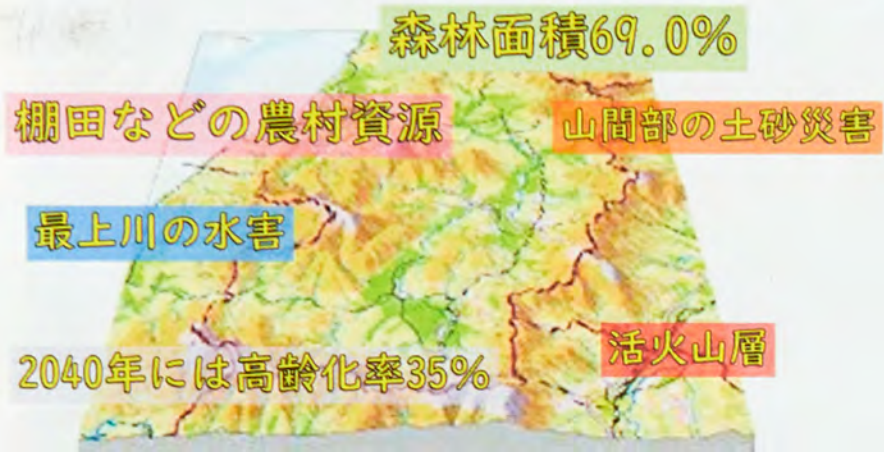 森林面積69.0%
棚田などの農村資源
山間部の土砂災害
最上川の水害
活火山層
2040年には高齢化率35%